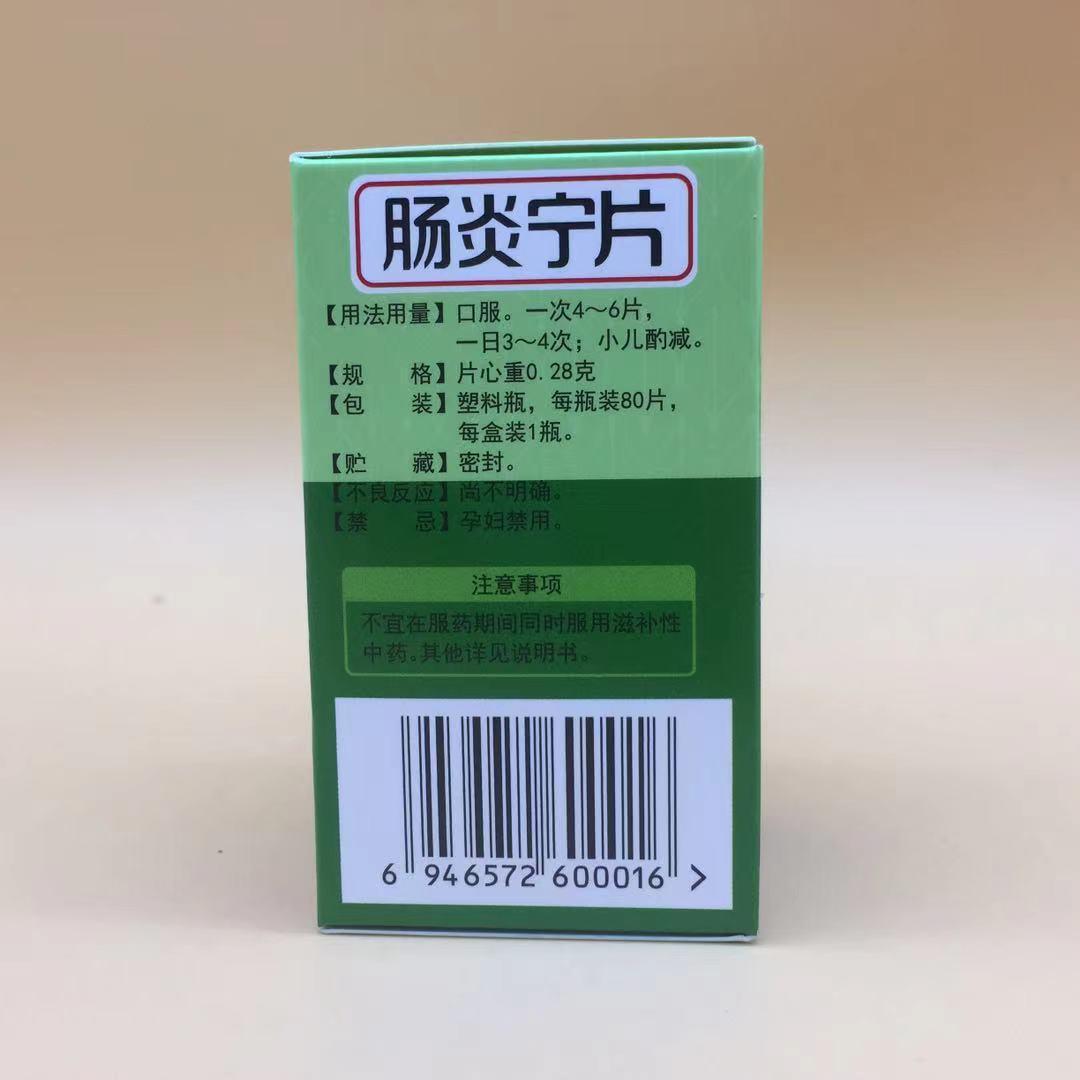 肠炎宁片
【用法用量】口服。一次4～6片，
一日3～4次；小儿酌减。
【规 格】片心重0.28克
【包 装】塑料瓶，每瓶装80片，
每盒装1瓶。
【贮 藏】密封。
【不良反应】尚不明确。
【禁 忌】孕妇禁用。
注意事项
不宜在服药期间同时服用滋补性
中药。其他详见说明书。
6 946572 600016 >